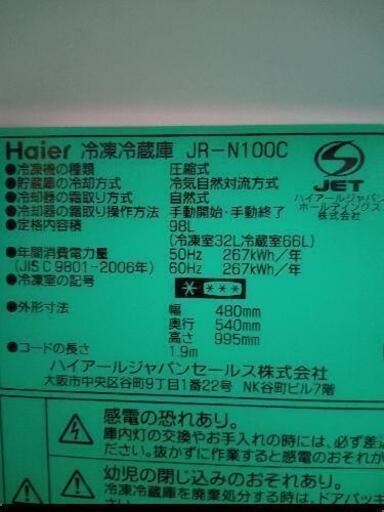 Haier 冷凍冷蔵庫 JR-N100C
●冷凍機の種類 圧縮式
●貯蔵庫の冷却方式 冷気自然対流方式
●冷却器の霜取り方式 自然式
●冷却器の霜取り操作方法 手動開始・手動終了
●定格内容積 98L
(冷凍室32L冷蔵室66L)
●年間消費電力量 50Hz 267kWh/年
(JIS C 9801-2006年) 60Hz 267kWh/年
●冷凍室の記号 * ***
●外形寸法 幅 480mm
奥行 540mm
高さ 995mm
●コードの長さ 1.9m
S JET
ハイアールジャパン
ホールディングス
株式会社
ハイアールジャパンセールス株式会社
大阪市中央区谷町9丁目1番22号 NK谷町ビル7階
感電の恐れあり。
庫内灯の交換やお手入れの時には、必ず差込
ださい。抜かずに作業すると感電のおそれが
幼児の閉じ込みのおそれあり。
冷凍冷蔵庫を廃棄処分する時は、ドアパッキ